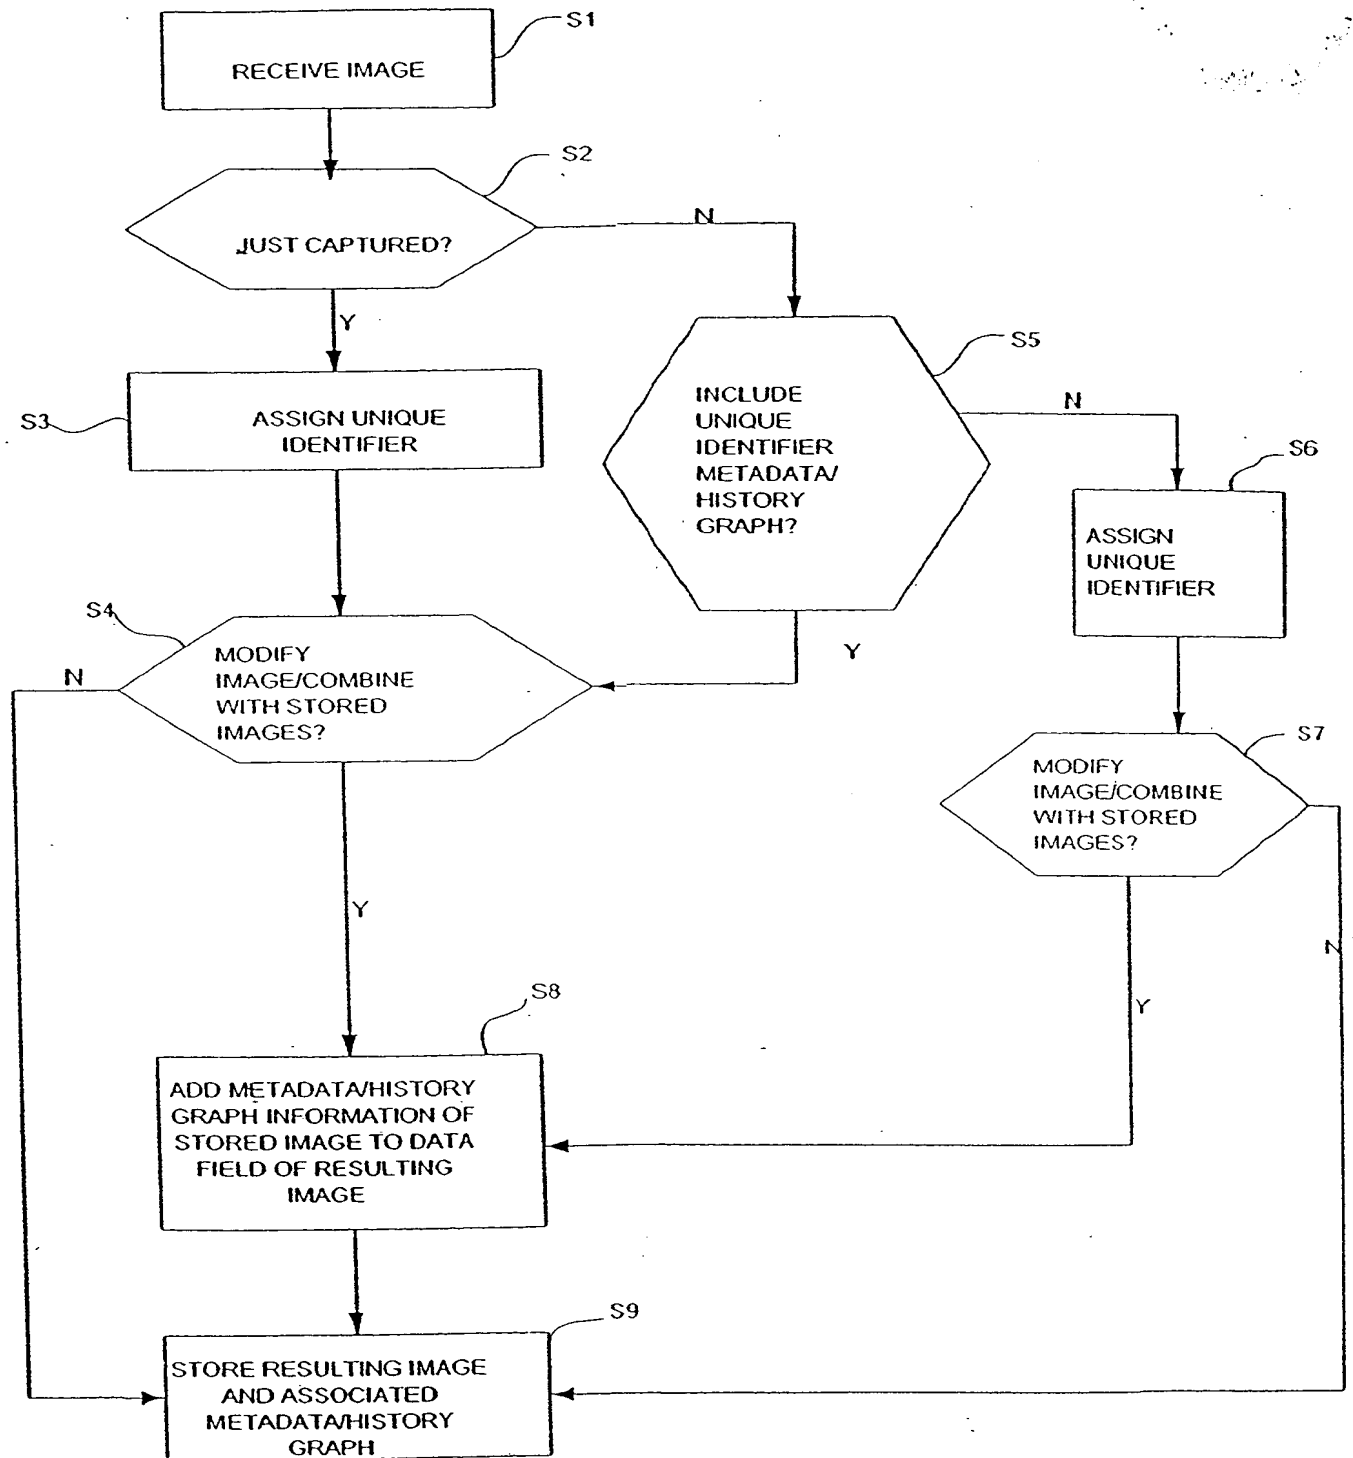 S1
RECEIVE IMAGE
S2
JUST CAPTURED?
N
Y
S3
ASSIGN UNIQUE
IDENTIFIER
S5
INCLUDE
UNIQUE
IDENTIFIER
METADATA/
HISTORY
GRAPH?
N
S6
ASSIGN
UNIQUE
IDENTIFIER
Y
S4
MODIFY
IMAGE/COMBINE
WITH STORED
IMAGES?
N
Y
S7
MODIFY
IMAGE/COMBINE
WITH STORED
IMAGES?
N
Y
S8
ADD METADATA/HISTORY
GRAPH INFORMATION OF
STORED IMAGE TO DATA
FIELD OF RESULTING
IMAGE
S9
STORE RESULTING IMAGE
AND ASSOCIATED
METADATA/HISTORY
GRAPH